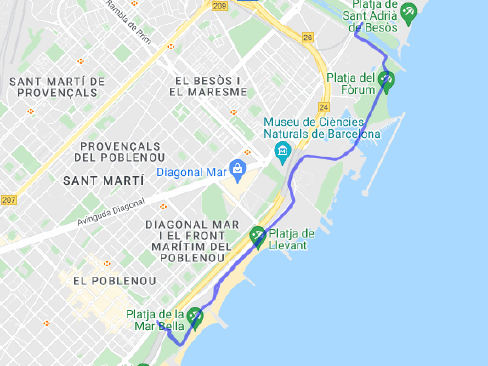 Platja de
Sant Adrià
de Besòs
209
Rambla de Prim
26
SANT MARTÍ DE
PROVENÇALS
EL BESÒS I
EL MARESME
Platja del
Fòrum
24
Museu de Ciències
Naturals de Barcelona
PROVENÇALS
DEL POBLENOU
Diagonal Mar
SANT MARTÍ
207
Avinguda Diagonal
DIAGONAL MAR
I EL FRONT
MARÍTIM DEL
POBLENOU
Platja de
Llevant
EL POBLENOU
Platja de la
Mar Bella